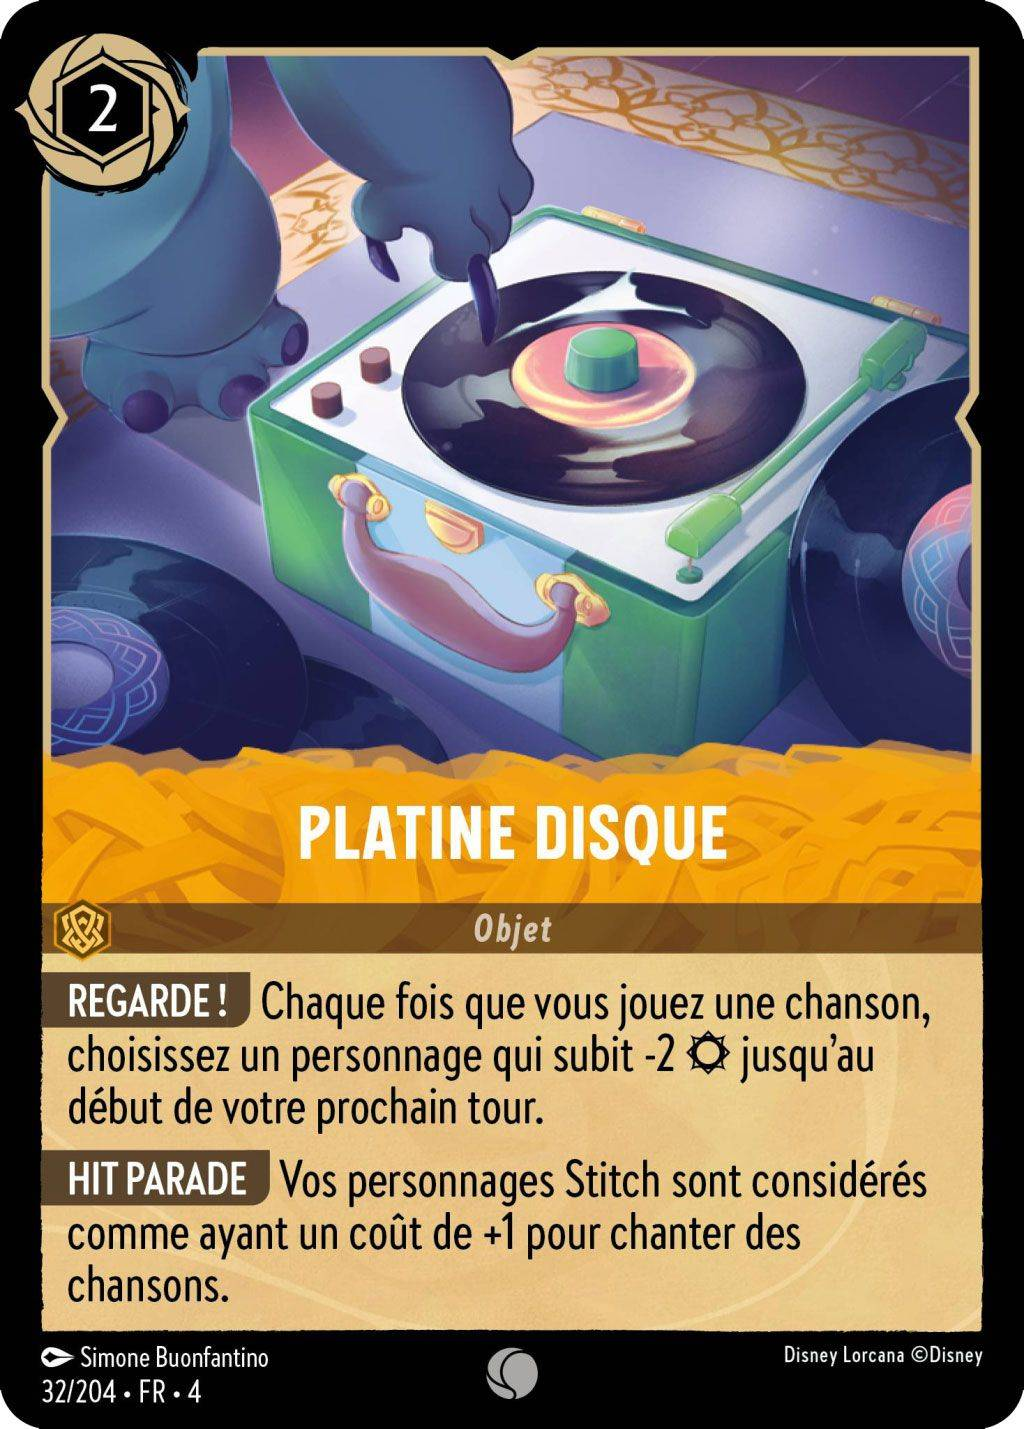 2
PLATINE DISQUE
Objet
REGARDE ! Chaque fois que vous jouez une chanson,
choisissez un personnage qui subit -2 jusqu'au
début de votre prochain tour.
HIT PARADE Vos personnages Stitch sont considérés
comme ayant un coût de +1 pour chanter des
chansons.
Simone Buonfantino
Disney Lorcana ©Disney
32/204 • FR • 4